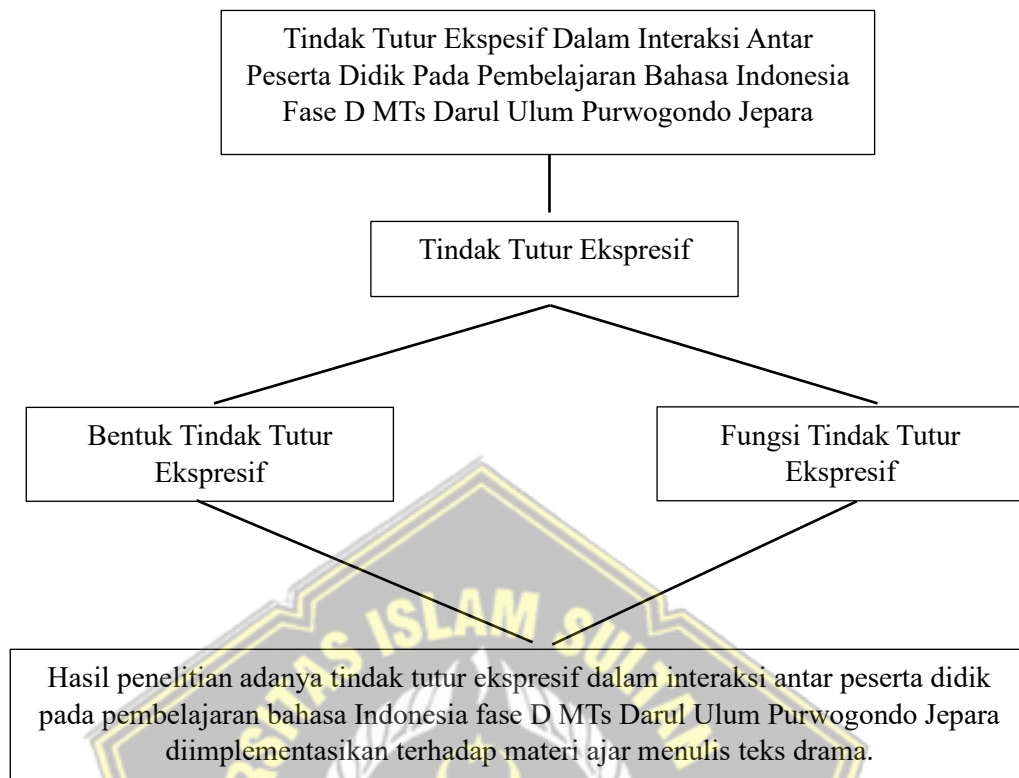 Tindak Tutur Ekspesif Dalam Interaksi Antar
Peserta Didik Pada Pembelajaran Bahasa Indonesia
Fase D MTs Darul Ulum Purwogondo Jepara
Tindak Tutur Ekspresif
Bentuk Tindak Tutur
Ekspresif
Fungsi Tindak Tutur
Ekspresif
ISLAM SULTAN
Hasil penelitian adanya tindak tutur ekspresif dalam interaksi antar peserta didik
pada pembelajaran bahasa Indonesia fase D MTs Darul Ulum Purwogondo Jepara
diimplementasikan terhadap materi ajar menulis teks drama.